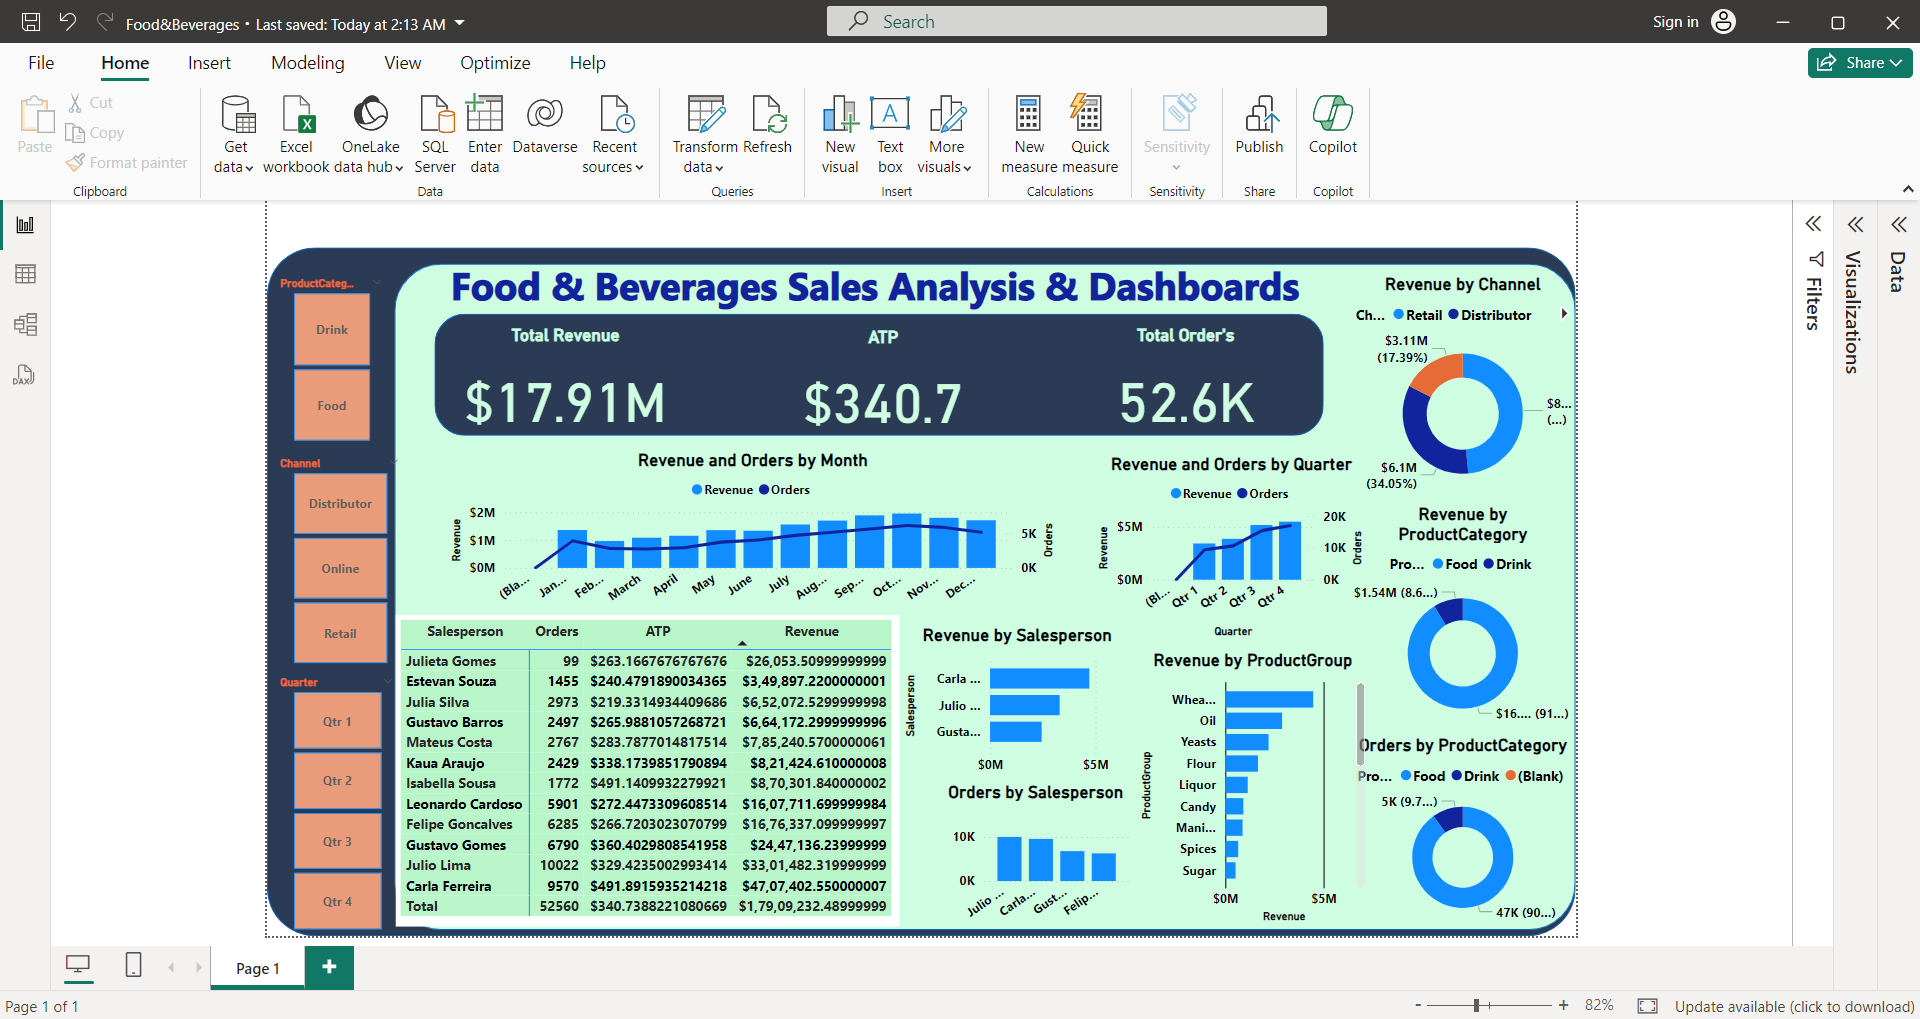 Food&Beverages • Last saved: Today at 2:13 AM
Search
Sign in
File Home Insert Modeling View Optimize Help
Share
Paste
Cut
Copy
Format painter
Clipboard
Get data
Excel workbook
OneLake data hub
SQL Server
Enter data
Dataverse
Recent sources
Data
Transform data
Refresh
Queries
New visual
Text box
More visuals
Insert
New measure
Quick measure
Calculations
Sensitivity
Sensitivity
Publish
Share
Copilot
Copilot
DAX
Filters
Visualizations
Data
ProductCateg...
Drink
Food
Channel
Distributor
Online
Retail
Quarter
Qtr 1
Qtr 2
Qtr 3
Qtr 4
Food & Beverages Sales Analysis & Dashboards
Total Revenue
$17.91M
ATP
$340.7
Total Order's
52.6K
Revenue and Orders by Month
Revenue Orders
Revenue
$2M
$1M
$0M
5K
0K
Orders
(Bla... Jan... Feb... March April May June July Aug... Sep... Oct... Nov... Dec...
Revenue and Orders by Quarter
Revenue Orders
Revenue
$5M
$0M
20K
10K
0K
Orders
(Bl... Qtr 1 Qtr 2 Qtr 3 Qtr 4
Quarter
Revenue by Channel
Ch... Retail Distributor
$3.11M
(17.39%)
$8...
(...)
$6.1M
(34.05%)
Revenue by
ProductCategory
Pro... Food Drink
$1.54M (8.6...)
$16.... (91...)
Orders by ProductCategory
Pro... Food Drink (Blank)
5K (9.7...)
47K (90...)
Salesperson Orders ATP Revenue
Julieta Gomes 99 $263.1667676767676 $26,053.50999999999
Estevan Souza 1455 $240.4791890034365 $3,49,897.2200000001
Julia Silva 2973 $219.3314934409686 $6,52,072.5299999998
Gustavo Barros 2497 $265.9881057268721 $6,64,172.2999999996
Mateus Costa 2767 $283.7877014817514 $7,85,240.5700000061
Kaua Araujo 2429 $338.1739851790894 $8,21,424.610000008
Isabella Sousa 1772 $491.1409932279921 $8,70,301.840000002
Leonardo Cardoso 5901 $272.4473309608514 $16,07,711.699999984
Felipe Goncalves 6285 $266.7203023070799 $16,76,337.099999997
Gustavo Gomes 6790 $360.4029808541958 $24,47,136.23999999
Julio Lima 10022 $329.4235002993414 $33,01,482.319999999
Carla Ferreira 9570 $491.8915935214218 $47,07,402.550000007
Total 52560 $340.7388221080669 $1,79,09,232.48999999
Revenue by Salesperson
Salesperson
Carla ...
Julio ...
Gusta...
$0M $5M
Orders by Salesperson
10K
0K
Julio ... Carla... Gust... Felip...
Revenue by ProductGroup
ProductGroup
Whea...
Oil
Yeasts
Flour
Liquor
Candy
Mani...
Spices
Sugar
$0M $5M
Revenue
Page 1
+
Page 1 of 1
- + 82%
Update available (click to download)